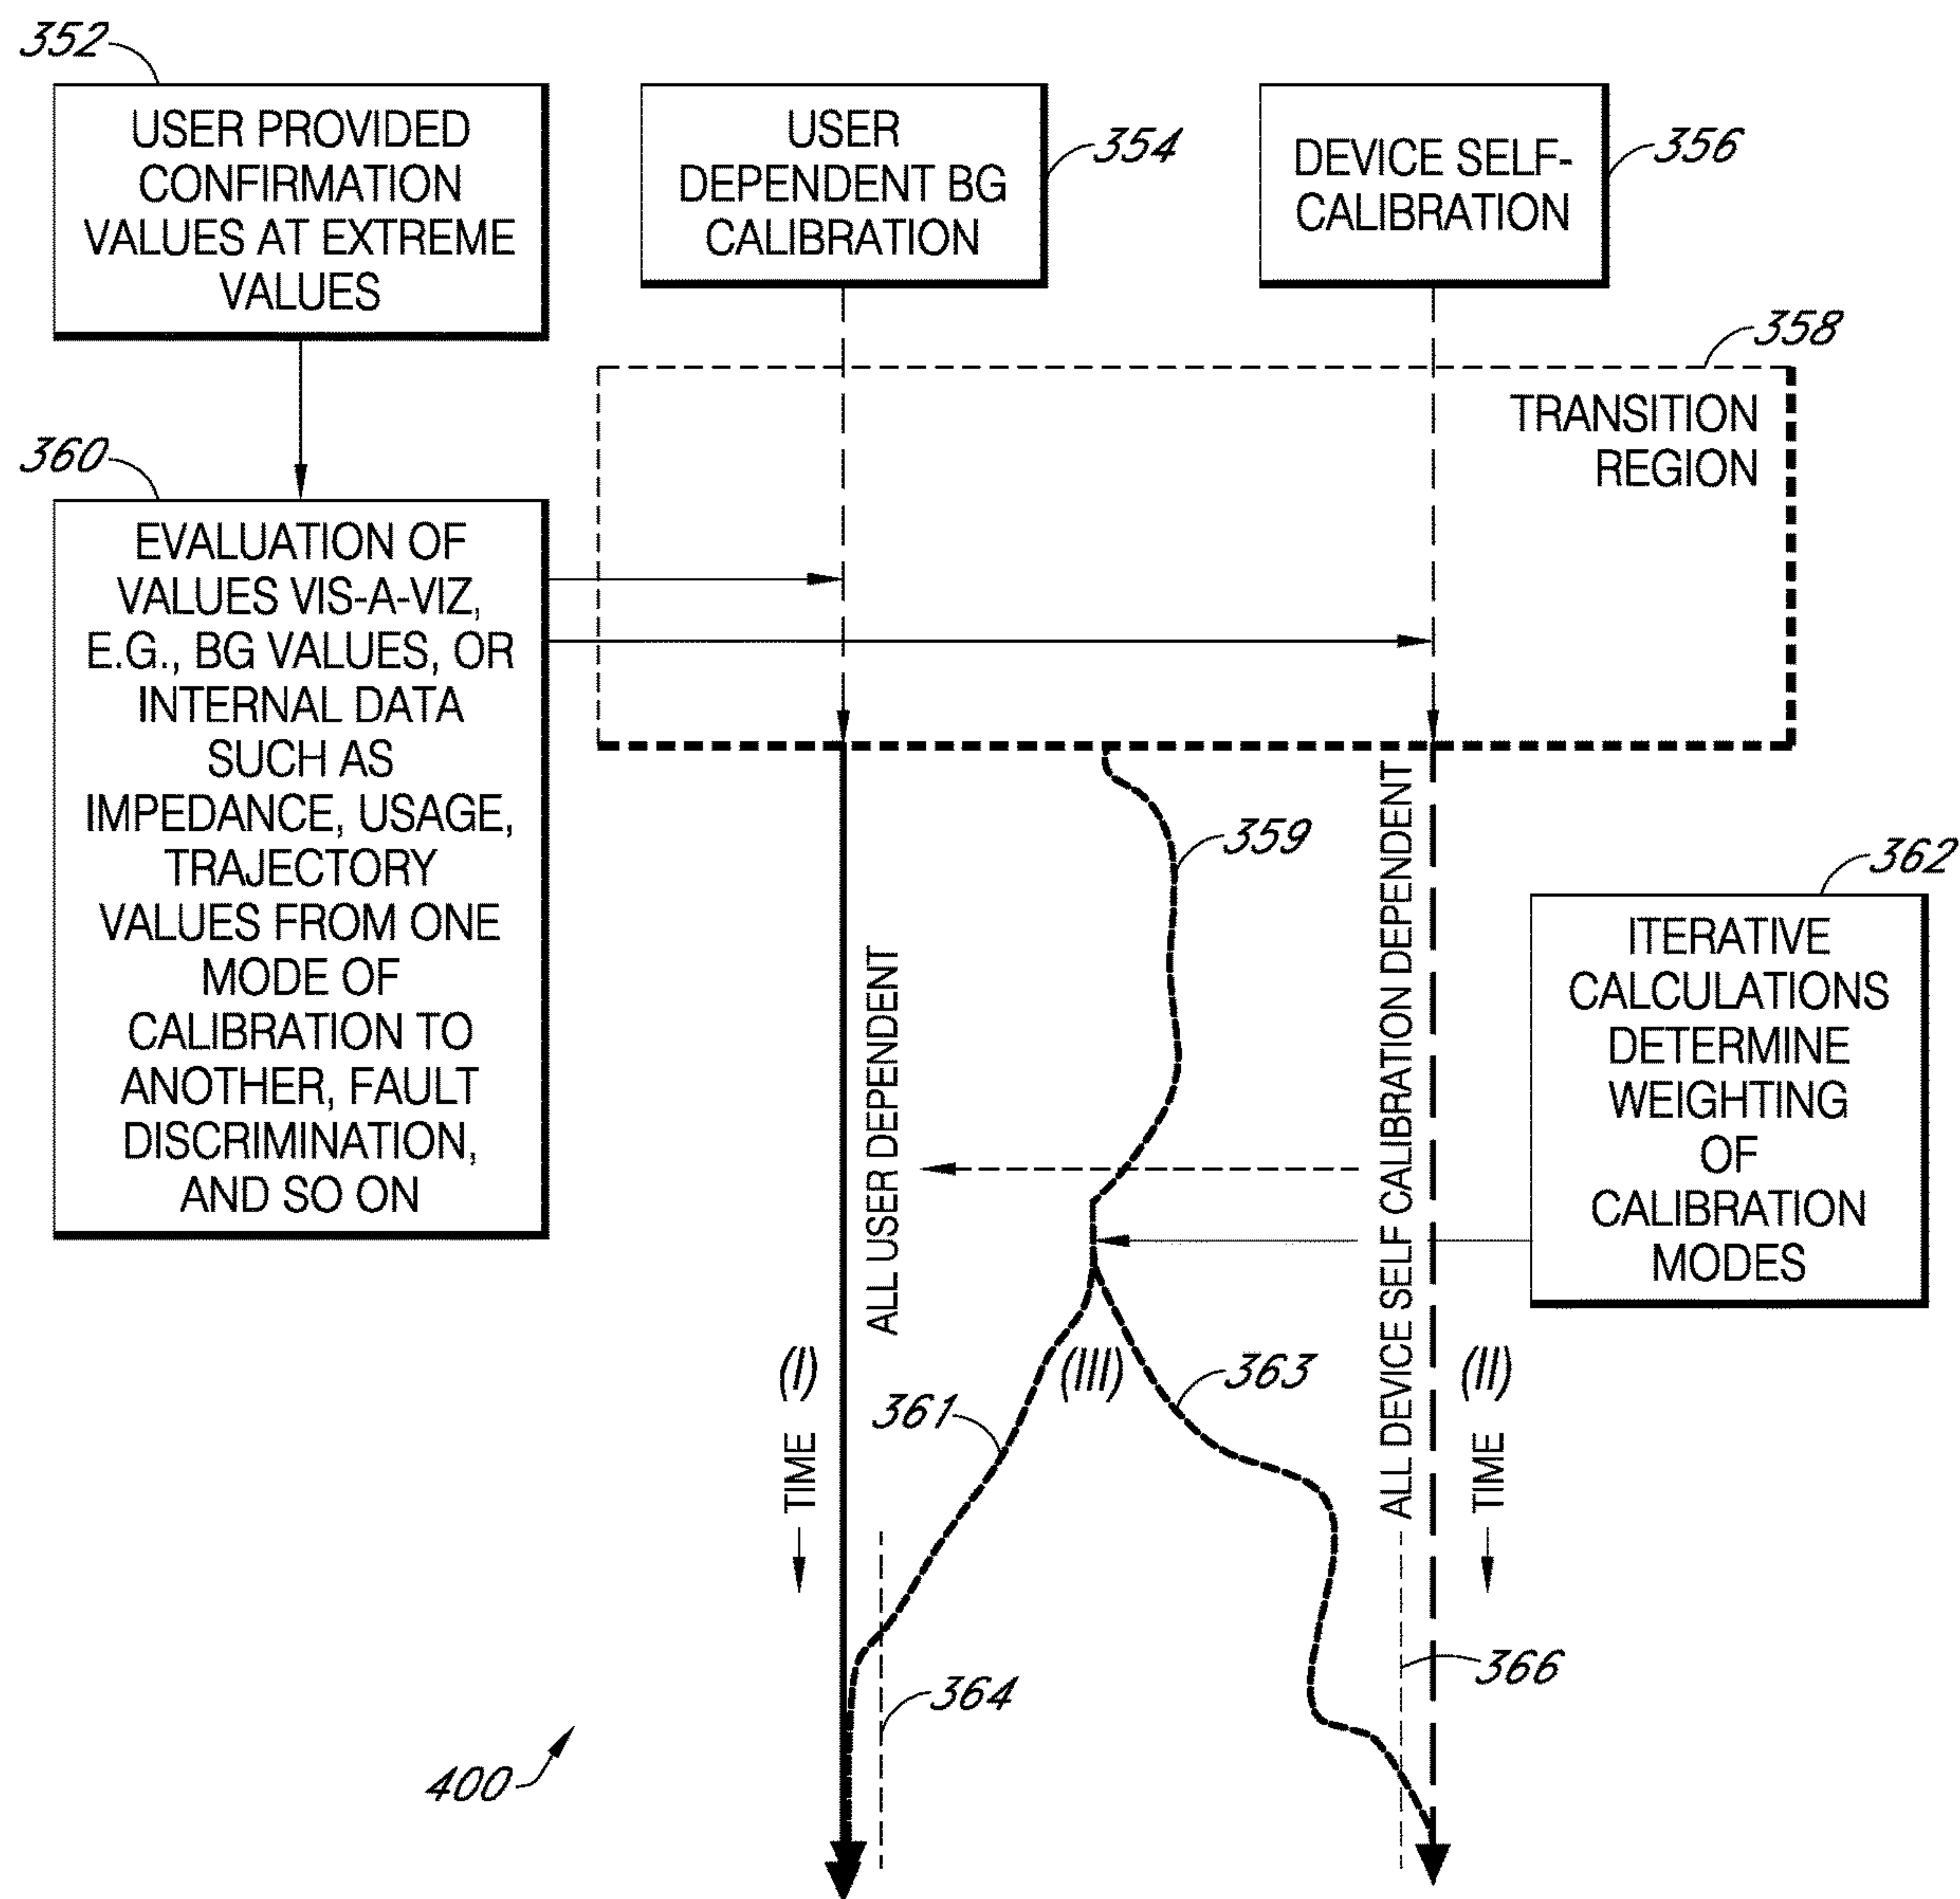 352
USER PROVIDED
CONFIRMATION
VALUES AT EXTREME
VALUES
USER
DEPENDENT BG
CALIBRATION
354
DEVICE SELF-
CALIBRATION
356
358
TRANSITION
REGION
360
EVALUATION OF
VALUES VIS-A-VIZ,
E.G., BG VALUES, OR
INTERNAL DATA
SUCH AS
IMPEDANCE, USAGE,
TRAJECTORY
VALUES FROM ONE
MODE OF
CALIBRATION TO
ANOTHER, FAULT
DISCRIMINATION,
AND SO ON
359
ALL USER DEPENDENT
ALL DEVICE SELF CALIBRATION DEPENDENT
362
ITERATIVE
CALCULATIONS
DETERMINE
WEIGHTING
OF
CALIBRATION
MODES
(I)
TIME
(III)
361
363
(II)
TIME
364
366
400